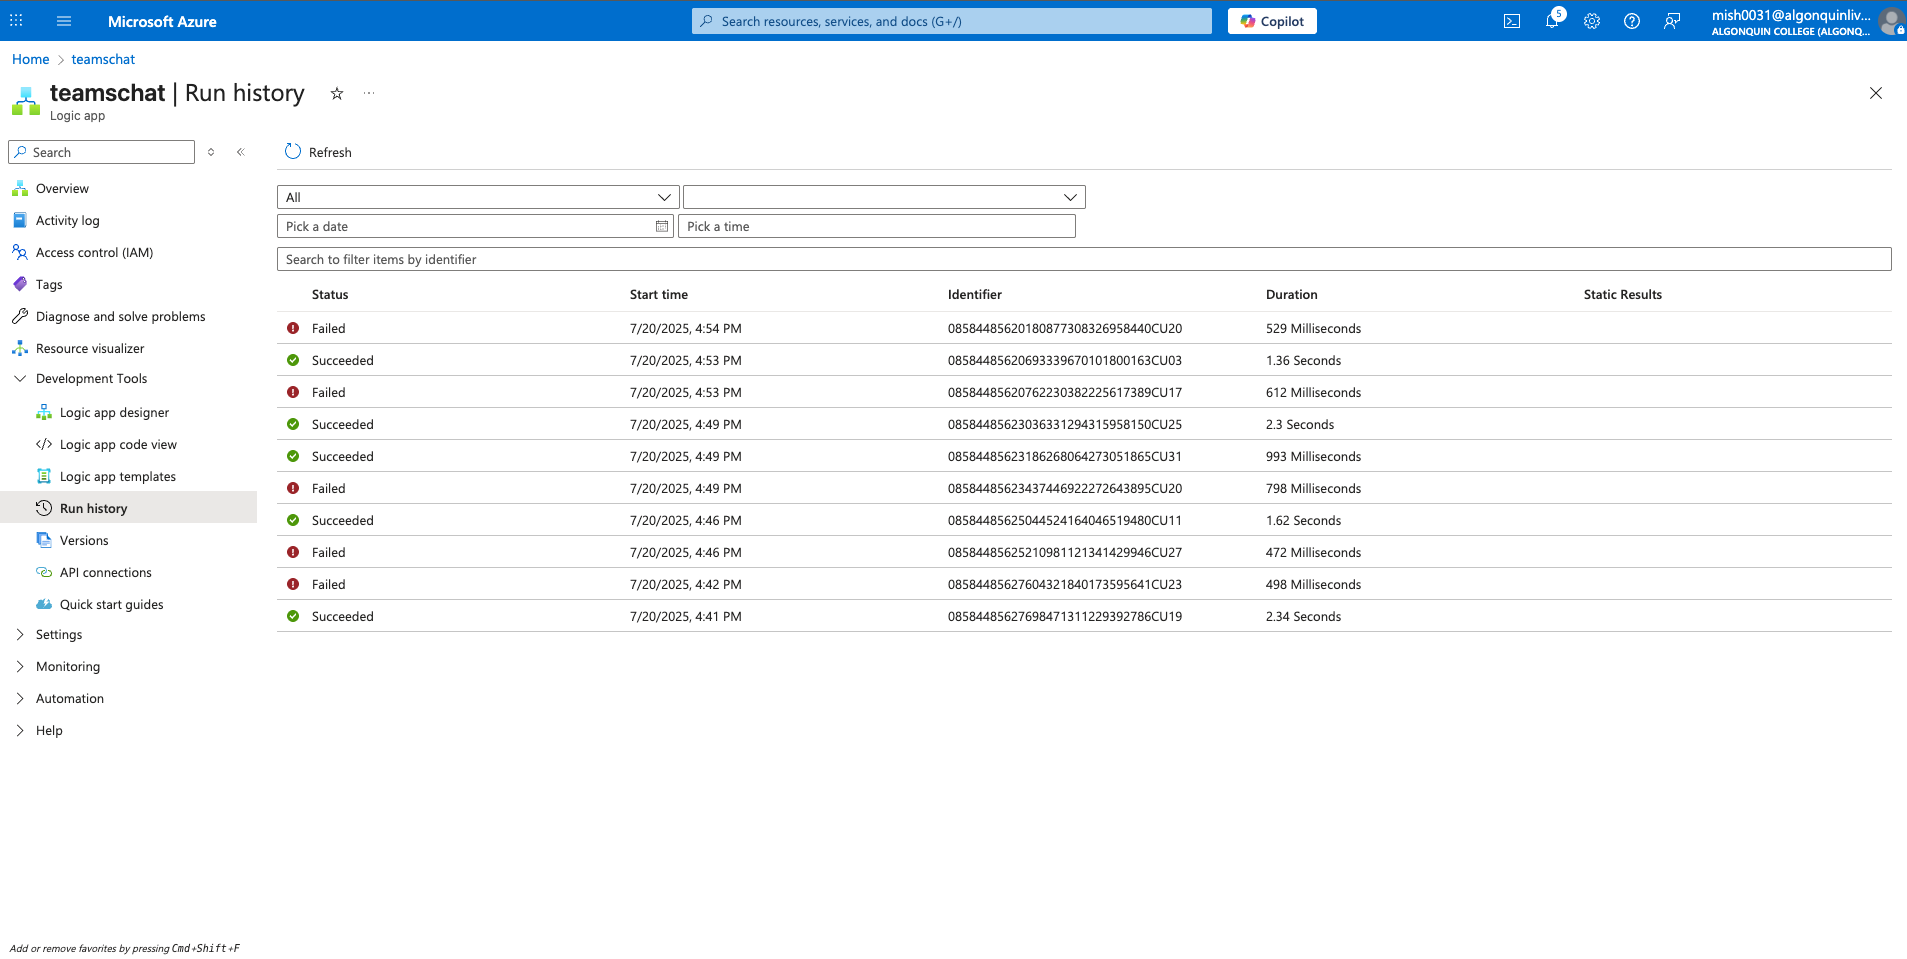 Microsoft Azure
Search resources, services, and docs (G+/)
Copilot
5
mish0031@algonquinliv...
ALGONQUIN COLLEGE (ALGONQ...
Home > teamschat
teamschat | Run history
Logic app
Search
Refresh
Overview
Activity log
Access control (IAM)
Tags
Diagnose and solve problems
Resource visualizer
Development Tools
Logic app designer
Logic app code view
Logic app templates
Run history
Versions
API connections
Quick start guides
Settings
Monitoring
Automation
Help
Add or remove favorites by pressing Cmd+Shift+F
All
Pick a date
Pick a time
Search to filter items by identifier
Status Start time Identifier Duration Static Results
Failed 7/20/2025, 4:54 PM 08584485620180877308326958440CU20 529 Milliseconds
Succeeded 7/20/2025, 4:53 PM 08584485620693339670101800163CU03 1.36 Seconds
Failed 7/20/2025, 4:53 PM 08584485620762230382225617389CU17 612 Milliseconds
Succeeded 7/20/2025, 4:49 PM 08584485623036331294315958150CU25 2.3 Seconds
Succeeded 7/20/2025, 4:49 PM 08584485623186268064273051865CU31 993 Milliseconds
Failed 7/20/2025, 4:49 PM 08584485623437446922272643895CU20 798 Milliseconds
Succeeded 7/20/2025, 4:46 PM 08584485625044524164046519480CU11 1.62 Seconds
Failed 7/20/2025, 4:46 PM 08584485625210981121341429946CU27 472 Milliseconds
Failed 7/20/2025, 4:42 PM 08584485627604321840173595641CU23 498 Milliseconds
Succeeded 7/20/2025, 4:41 PM 08584485627698471311229392786CU19 2.34 Seconds